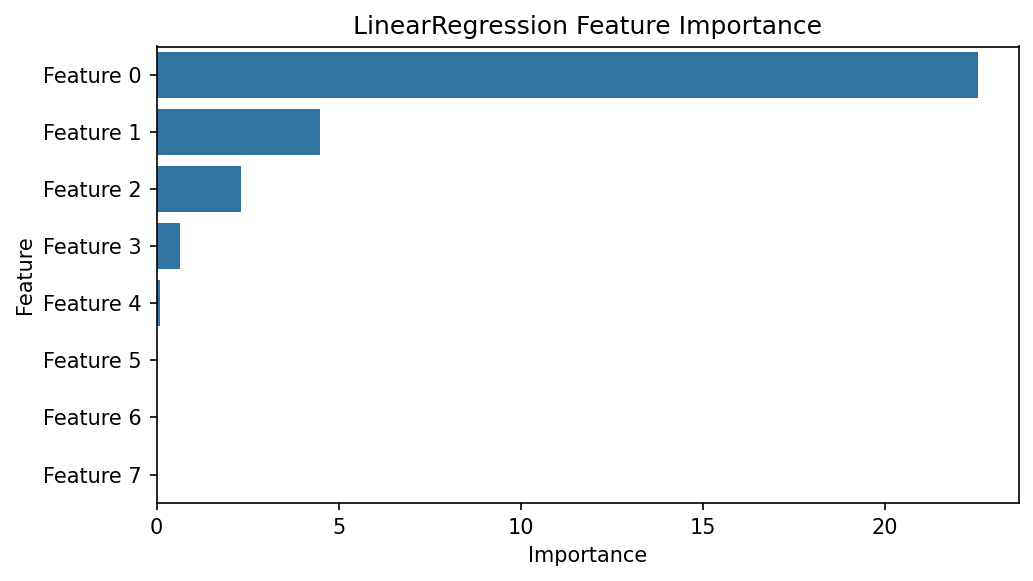 LinearRegression Feature Importance
Feature 0
Feature 1
Feature 2
Feature 3
Feature 4
Feature 5
Feature 6
Feature 7
Feature
0 5 10 15 20
Importance